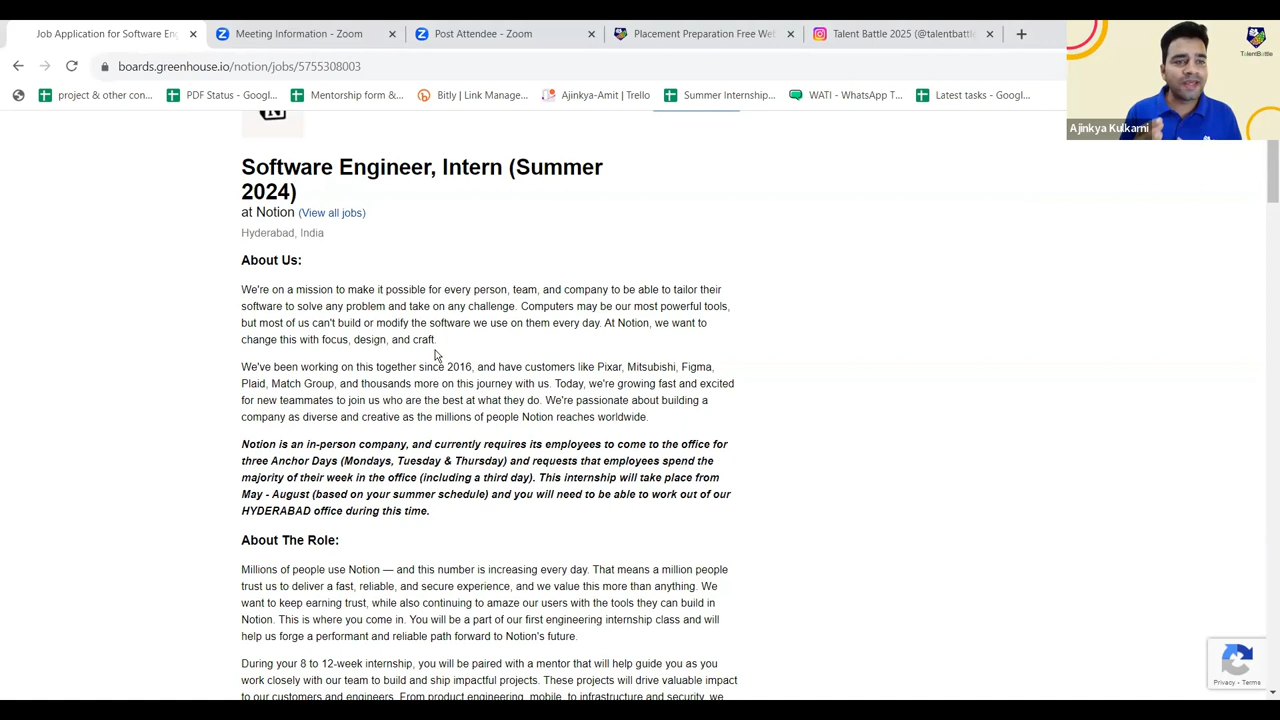 Job Application for Software Eng
Meeting Information - Zoom
Post Attendee - Zoom
Placement Preparation Free Web
Talent Battle 2025 (@talentbattle
boards.greenhouse.io/notion/jobs/5755308003
project & other con...
PDF Status - Googl...
Mentorship form &...
Bitly | Link Manage...
Ajinkya-Amit | Trello
Summer Internship...
WATI - WhatsApp T...
Latest tasks – Googl...
TalentBattle
Ajinkya Kulkarni
Software Engineer, Intern (Summer
2024)
at Notion (View all jobs)
Hyderabad, India
About Us:
We're on a mission to make it possible for every person, team, and company to be able to tailor their
software to solve any problem and take on any challenge. Computers may be our most powerful tools,
but most of us can't build or modify the software we use on them every day. At Notion, we want to
change this with focus, design, and craft.
We've been working on this together since 2016, and have customers like Pixar, Mitsubishi, Figma,
Plaid, Match Group, and thousands more on this journey with us. Today, we're growing fast and excited
for new teammates to join us who are the best at what they do. We're passionate about building a
company as diverse and creative as the millions of people Notion reaches worldwide.
Notion is an in-person company, and currently requires its employees to come to the office for
three Anchor Days (Mondays, Tuesday & Thursday) and requests that employees spend the
majority of their week in the office (including a third day). This internship will take place from
May - August (based on your summer schedule) and you will need to be able to work out of our
HYDERABAD office during this time.
About The Role:
Millions of people use Notion — and this number is increasing every day. That means a million people
trust us to deliver a fast, reliable, and secure experience, and we value this more than anything. We
want to keep earning trust, while also continuing to amaze our users with the tools they can build in
Notion. This is where you come in. You will be a part of our first engineering internship class and will
help us forge a performant and reliable path forward to Notion's future.
During your 8 to 12-week internship, you will be paired with a mentor that will help guide you as you
work closely with our team to build and ship impactful projects. These projects will drive valuable impact
to our customers and engineers. From product engineering, mobile, to infrastructure and security, we
Privacy - Terms